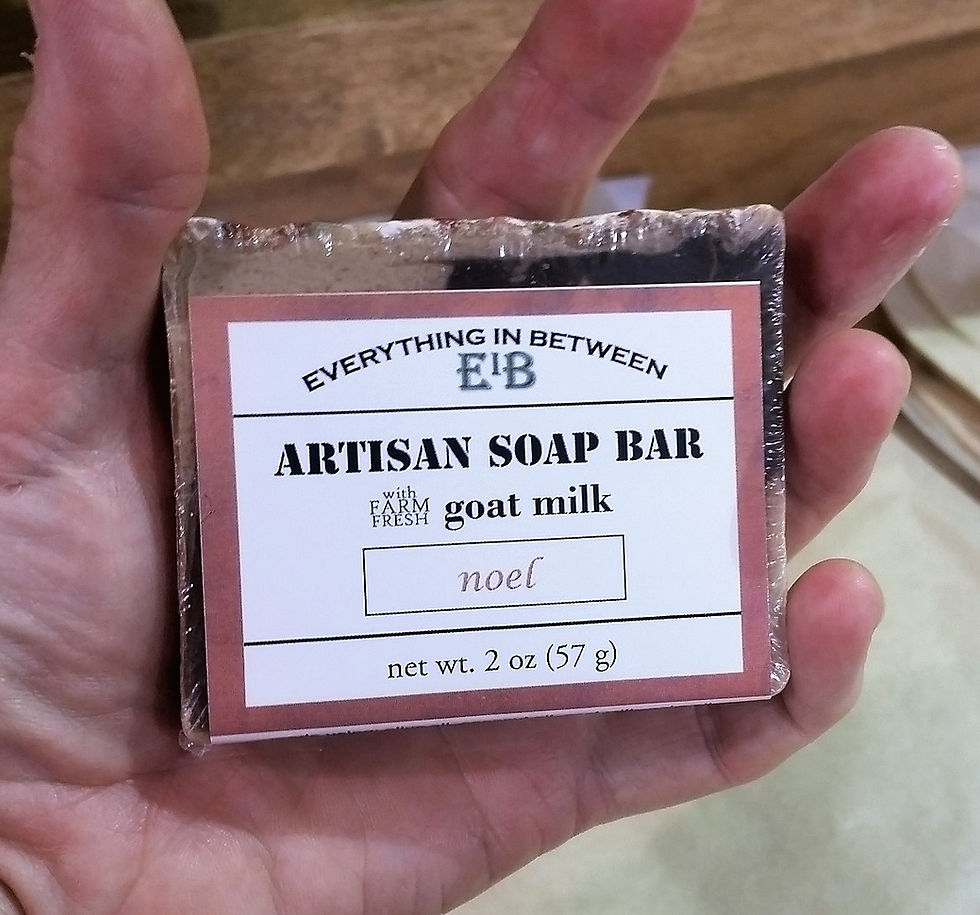 EVERYTHING IN BETWEEN
EIB
ARTISAN SOAP BAR
with
FARM
FRESH
goat milk
noel
net wt. 2 oz (57 g)